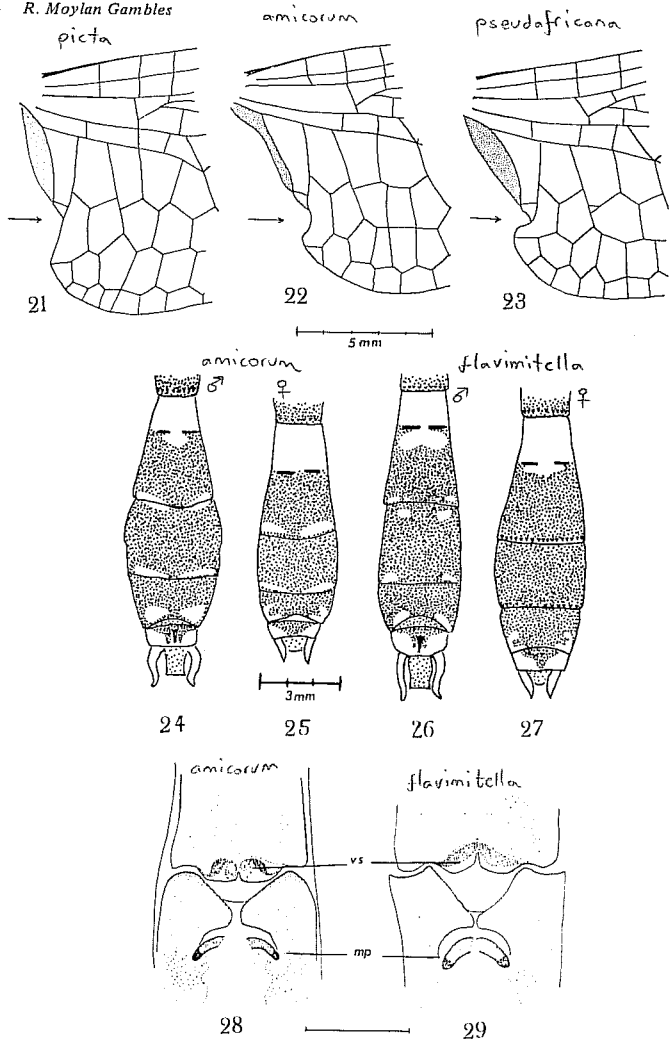 R. Moylan Gambles
picta
amicorum
pseudafricana
21
22
23
5 mm
amicorum
flavimitella
♂
♀
♂
♀
3mm
24
25
26
27
amicorum
flavimitella
vs
mp
28
29